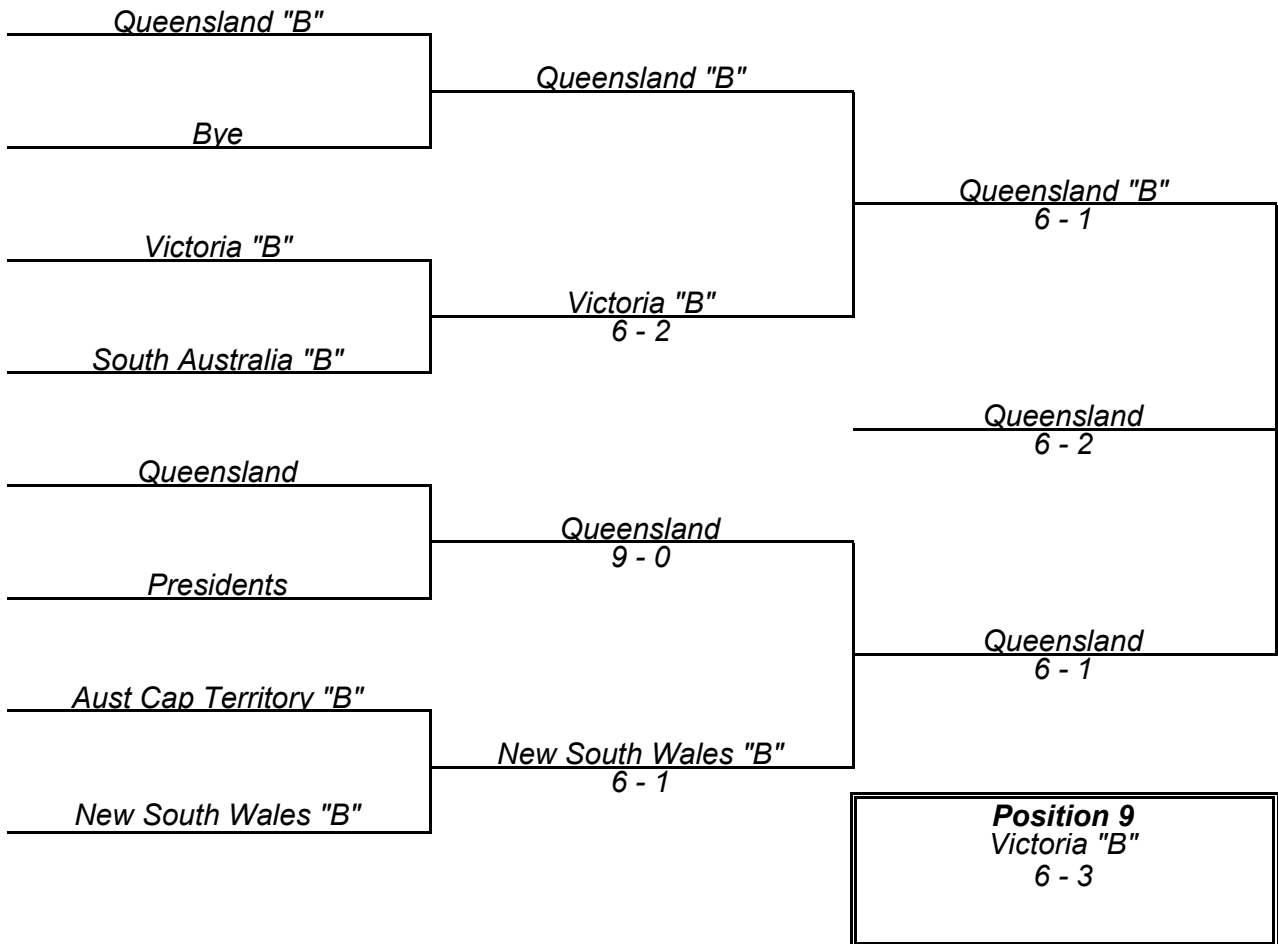 Queensland "B"
Bye
Victoria "B"
South Australia "B"
Queensland
Presidents
Aust Cap Territory "B"
New South Wales "B"
Queensland "B"
Victoria "B"
6 - 2
Queensland
9 - 0
New South Wales "B"
6 - 1
Queensland "B"
6 - 1
Queensland
6 - 2
Queensland
6 - 1
Position 9
Victoria "B"
6 - 3